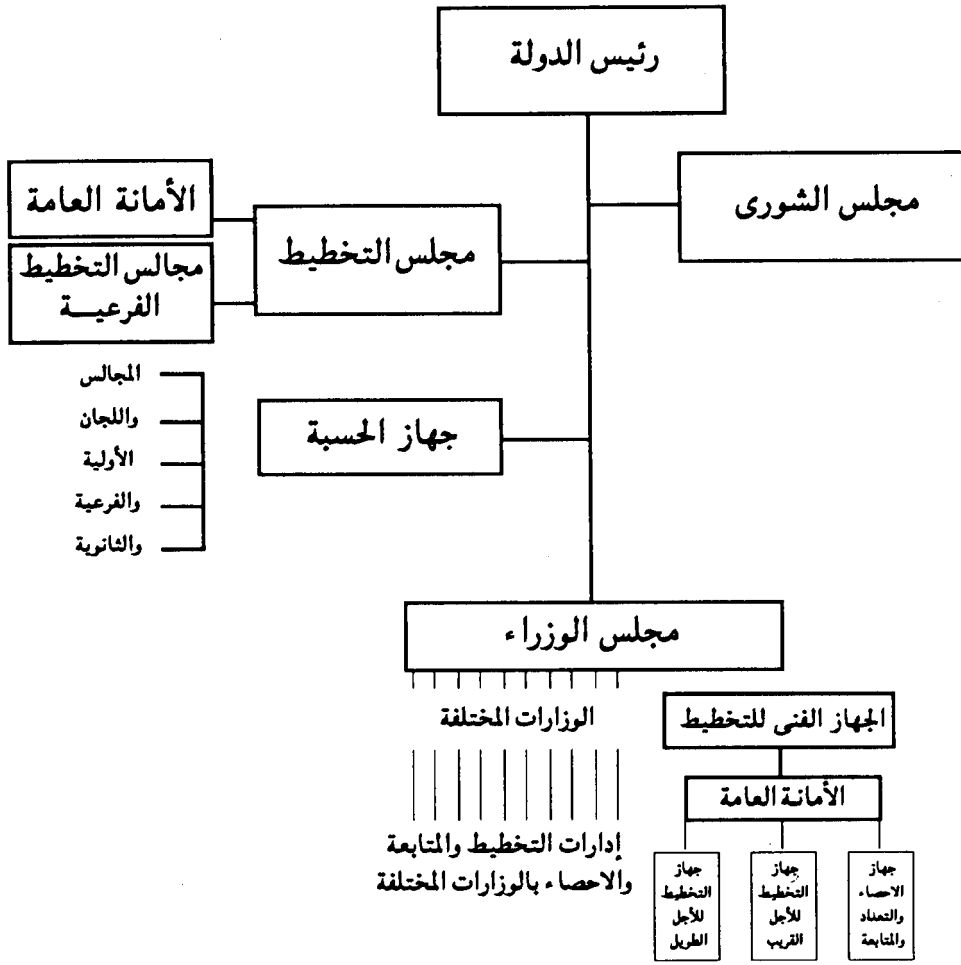 رئيس الدولة
مجلس الشورى
مجلس التخطيط
الأمانة العامة
مجالس التخطيط
الفرعيـــة
المجالس
واللجان
الأولية
والفرعية
والثانوية
جهاز الحسبة
مجلس الوزراء
الوزارات المختلفة
إدارات التخطيط والمتابعة
والاحصاء بالوزارات المختلفة
الجهاز الفنى للتخطيط
الأمانة العامة
جهاز
الاحصاء
والتعداد
والمتابعة
جهاز
التخطيط
للأجل
القريب
جهاز
التخطيط
للأجل
الطويل